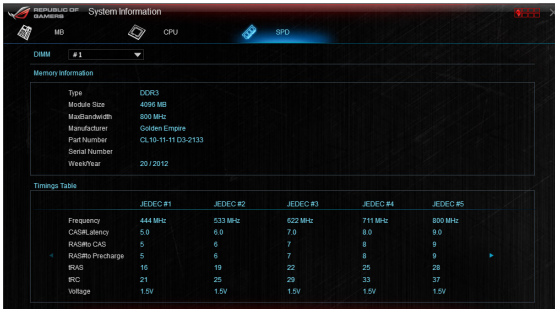 REPUBLIC OF GAMERS System Information
MB CPU SPD
DIMM #1
Memory Information
Type DDR3
Module Size 4096 MB
MaxBandwidth 800 MHz
Manufacturer Golden Empire
Part Number CL10-11-11 D3-2133
Serial Number
Week/Year 20 / 2012
Timings Table
JEDEC #1 JEDEC #2 JEDEC #3 JEDEC #4 JEDEC #5
Frequency 444 MHz 533 MHz 622 MHz 711 MHz 800 MHz
CAS#Latency 5.0 6.0 7.0 8.0 9.0
RAS#to CAS 5 6 7 8 9
RAS#to Precharge 5 6 7 8 9
tRAS 16 19 22 25 28
tRC 21 25 29 33 37
Voltage 1.5V 1.5V 1.5V 1.5V 1.5V